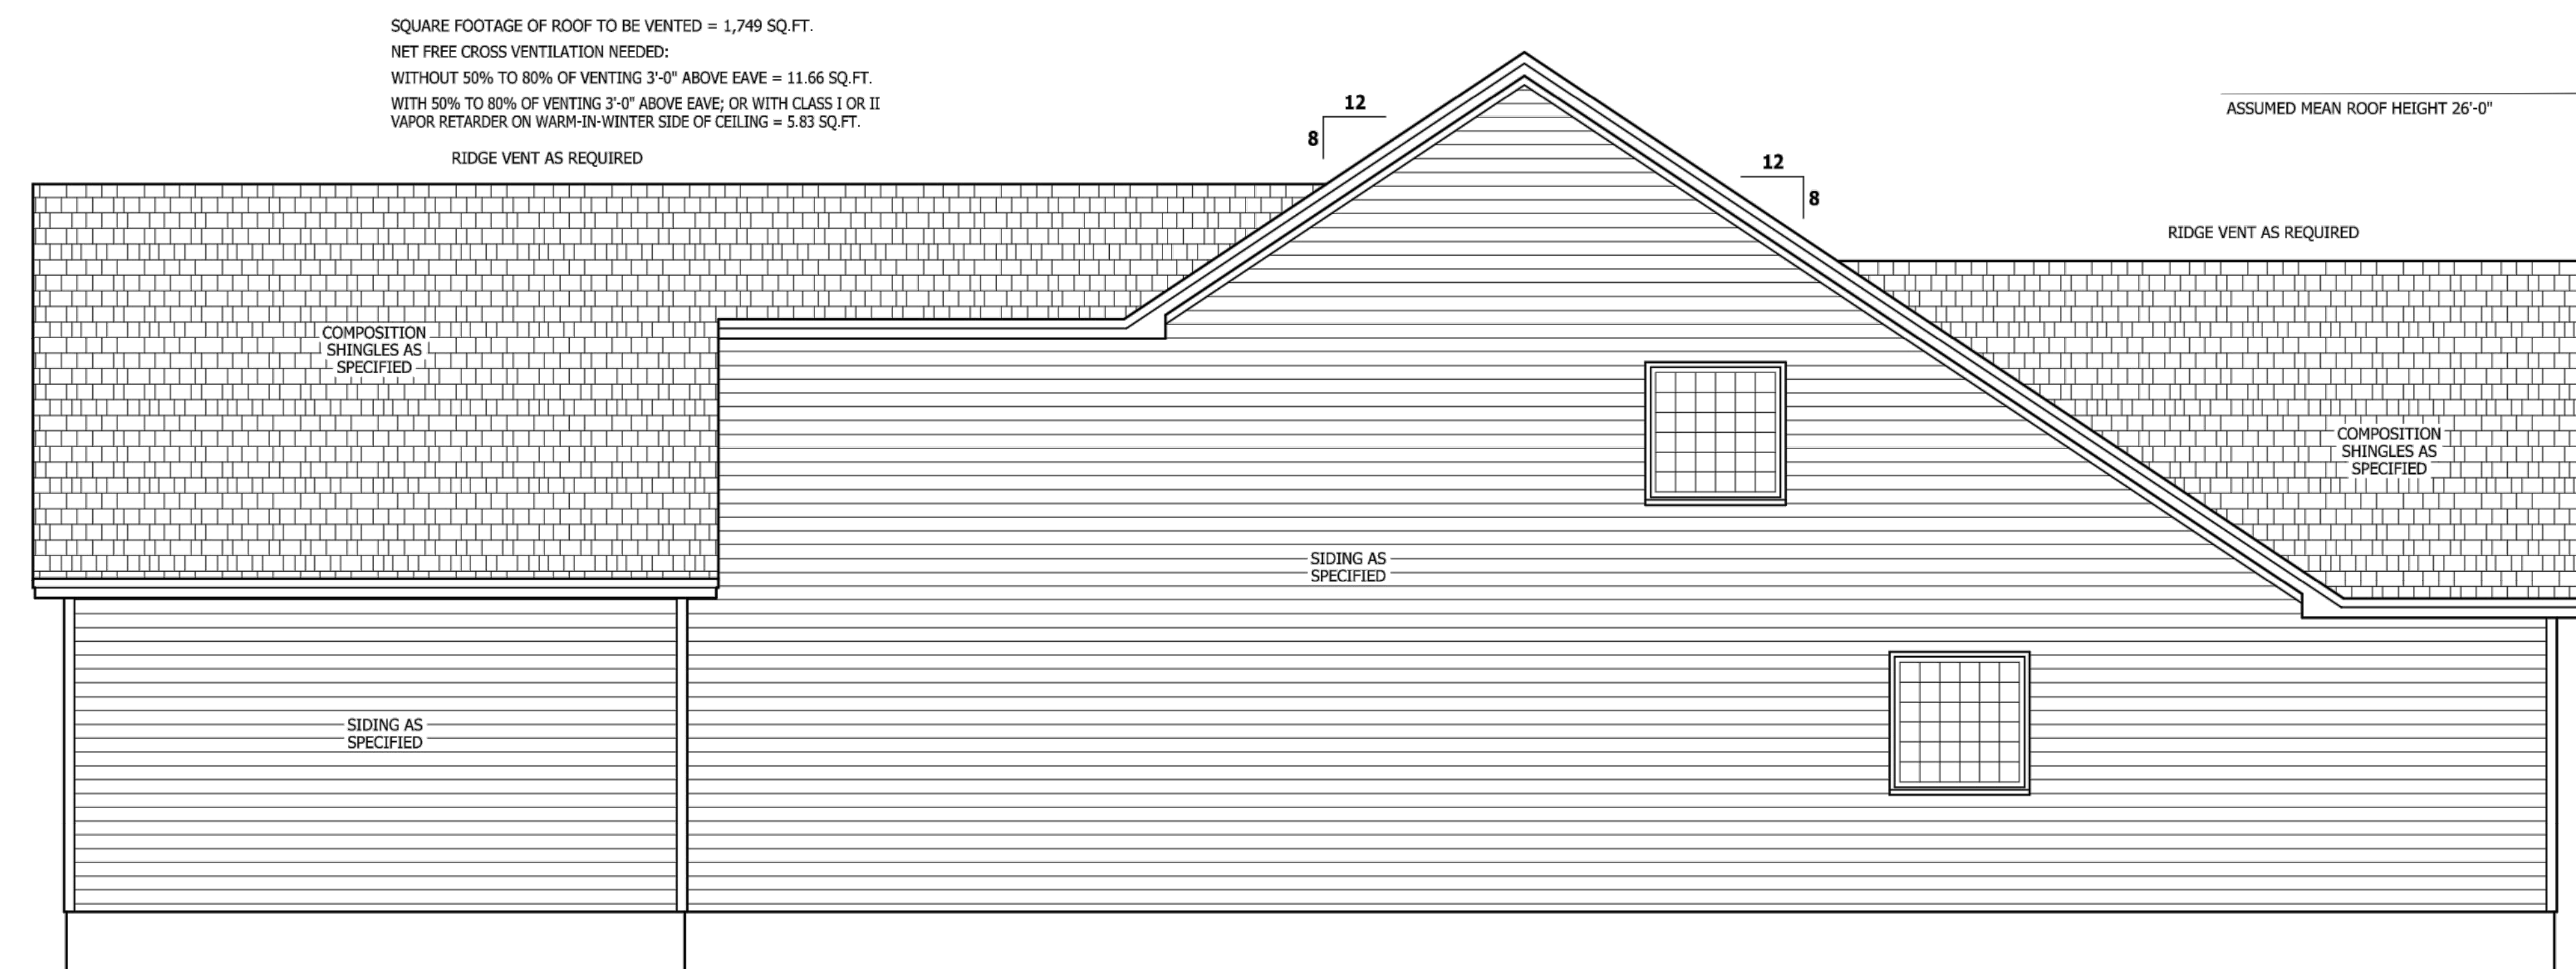 SQUARE FOOTAGE OF ROOF TO BE VENTED = 1,749 SQ.FT.
NET FREE CROSS VENTILATION NEEDED:
WITHOUT 50% TO 80% OF VENTING 3'-0" ABOVE EAVE = 11.66 SQ.FT.
WITH 50% TO 80% OF VENTING 3'-0" ABOVE EAVE; OR WITH CLASS I OR II
VAPOR RETARDER ON WARM-IN-WINTER SIDE OF CEILING = 5.83 SQ.FT.
RIDGE VENT AS REQUIRED
12
8
12
8
ASSUMED MEAN ROOF HEIGHT 26'-0"
RIDGE VENT AS REQUIRED
COMPOSITION
SHINGLES AS
SPECIFIED
COMPOSITION
SHINGLES AS
SPECIFIED
SIDING AS
SPECIFIED
SIDING AS
SPECIFIED